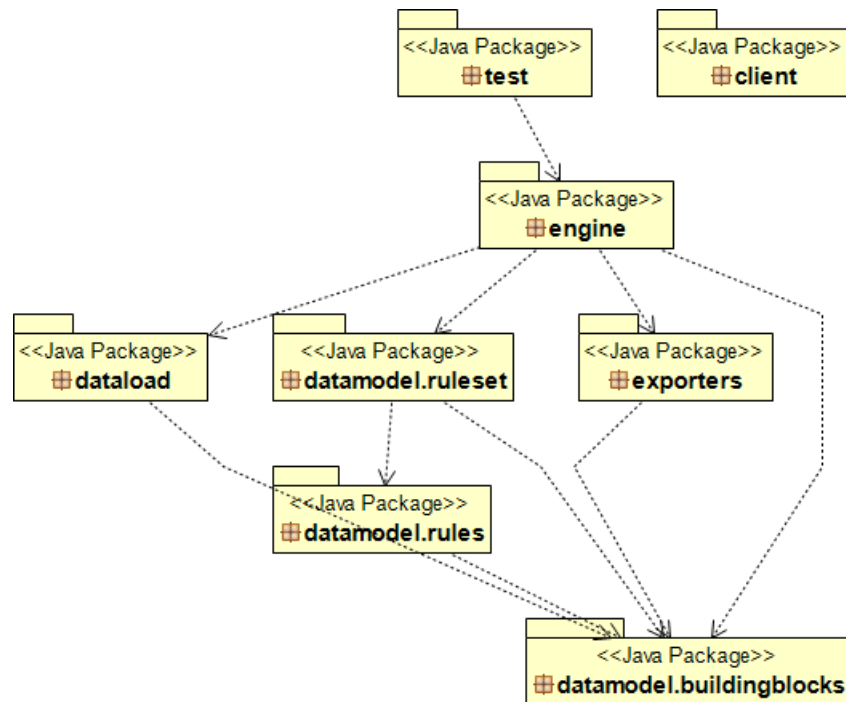 <<Java Package>>
test
<<Java Package>>
client
<<Java Package>>
engine
<<Java Package>>
dataload
<<Java Package>>
datamodel.ruleset
<<Java Package>>
exporters
<<Java Package>>
datamodel.rules
<<Java Package>>
datamodel.buildingblocks